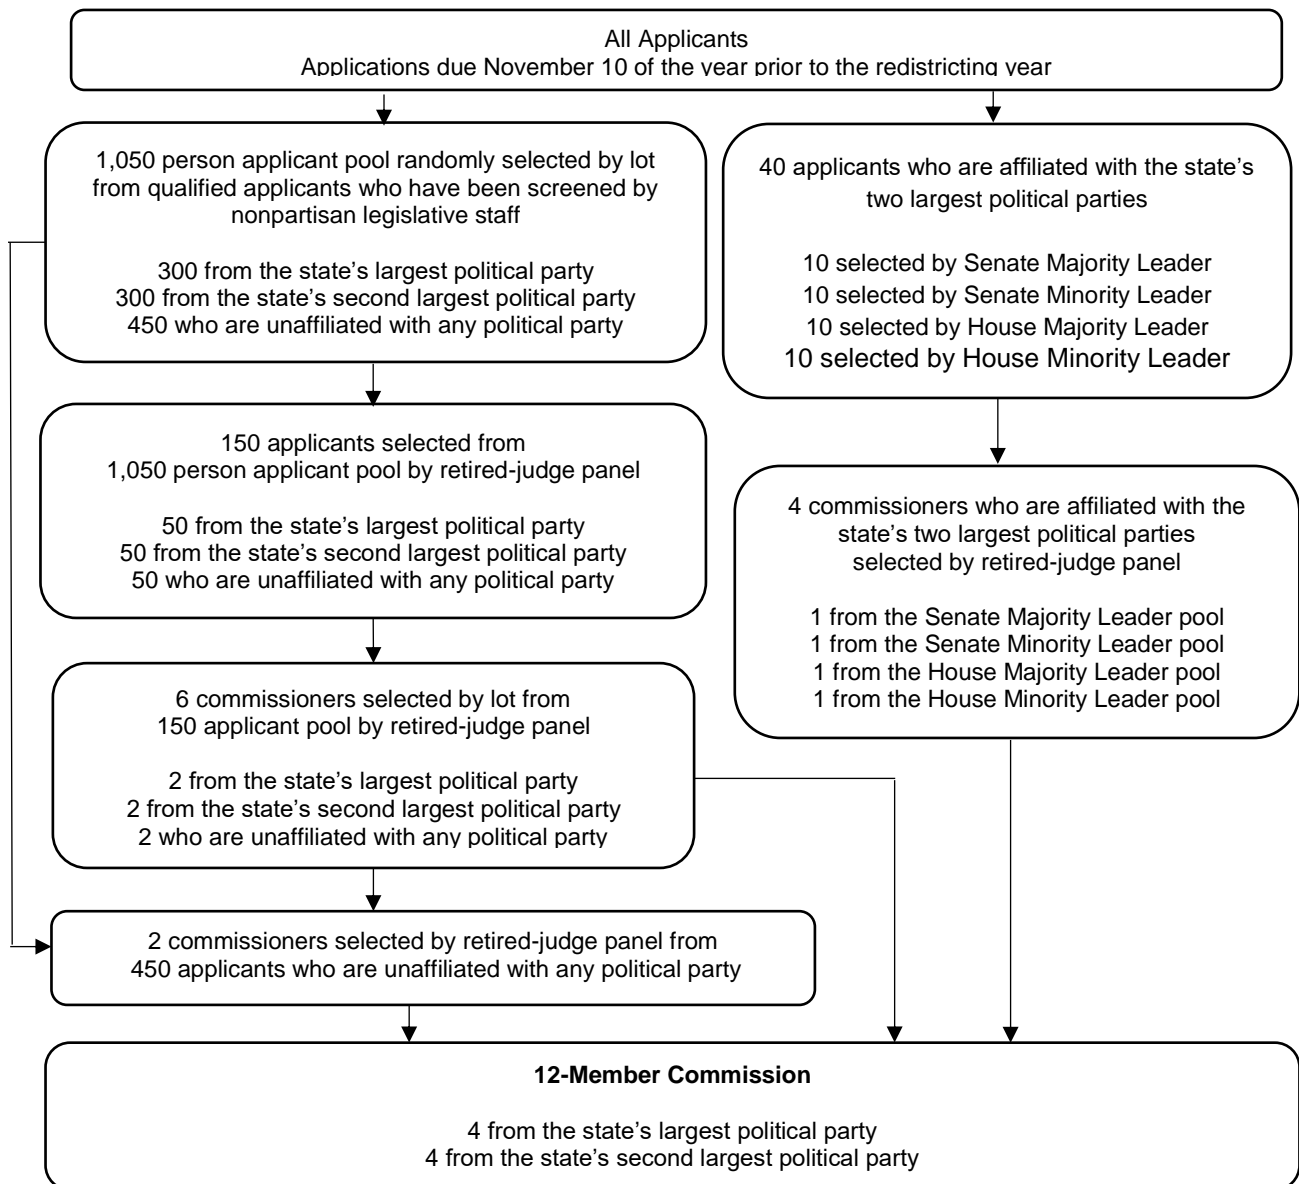 All Applicants
Applications due November 10 of the year prior to the redistricting year
1,050 person applicant pool randomly selected by lot
from qualified applicants who have been screened by
nonpartisan legislative staff
300 from the state’s largest political party
300 from the state’s second largest political party
450 who are unaffiliated with any political party
40 applicants who are affiliated with the state’s
two largest political parties
10 selected by Senate Majority Leader
10 selected by Senate Minority Leader
10 selected by House Majority Leader
10 selected by House Minority Leader
150 applicants selected from
1,050 person applicant pool by retired-judge panel
50 from the state’s largest political party
50 from the state’s second largest political party
50 who are unaffiliated with any political party
4 commissioners who are affiliated with the
state’s two largest political parties
selected by retired-judge panel
1 from the Senate Majority Leader pool
1 from the Senate Minority Leader pool
1 from the House Majority Leader pool
1 from the House Minority Leader pool
6 commissioners selected by lot from
150 applicant pool by retired-judge panel
2 from the state’s largest political party
2 from the state’s second largest political party
2 who are unaffiliated with any political party
2 commissioners selected by retired-judge panel from
450 applicants who are unaffiliated with any political party
12-Member Commission
4 from the state’s largest political party
4 from the state’s second largest political party